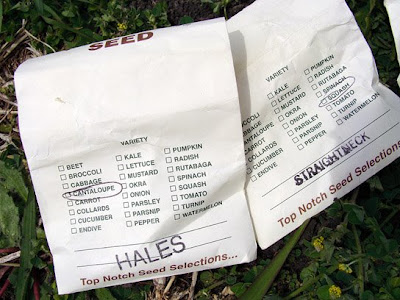 SEED
VARIETY
BEET KALE PUMPKIN
BROCCOLI LETTUCE RADISH
CABBAGE MUSTARD RUTABAGA
CANTALOUPE OKRA SPINACH
CARROT ONION SQUASH
COLLARDS PARSLEY TOMATO
CUCUMBER PARSNIP TURNIP
ENDIVE PEPPER WATERMELON
HALES
Top Notch Seed Selections...
VARIETY
KALE PUMPKIN
LETTUCE RADISH
MUSTARD RUTABAGA
CANTALOUPE OKRA SPINACH
CARROT ONION SQUASH
COLLARDS PARSLEY TOMATO
CUCUMBER PARSNIP TURNIP
ENDIVE PEPPER WATERMELON
STRAIGHTNECK
Top Notch Seed Selections...